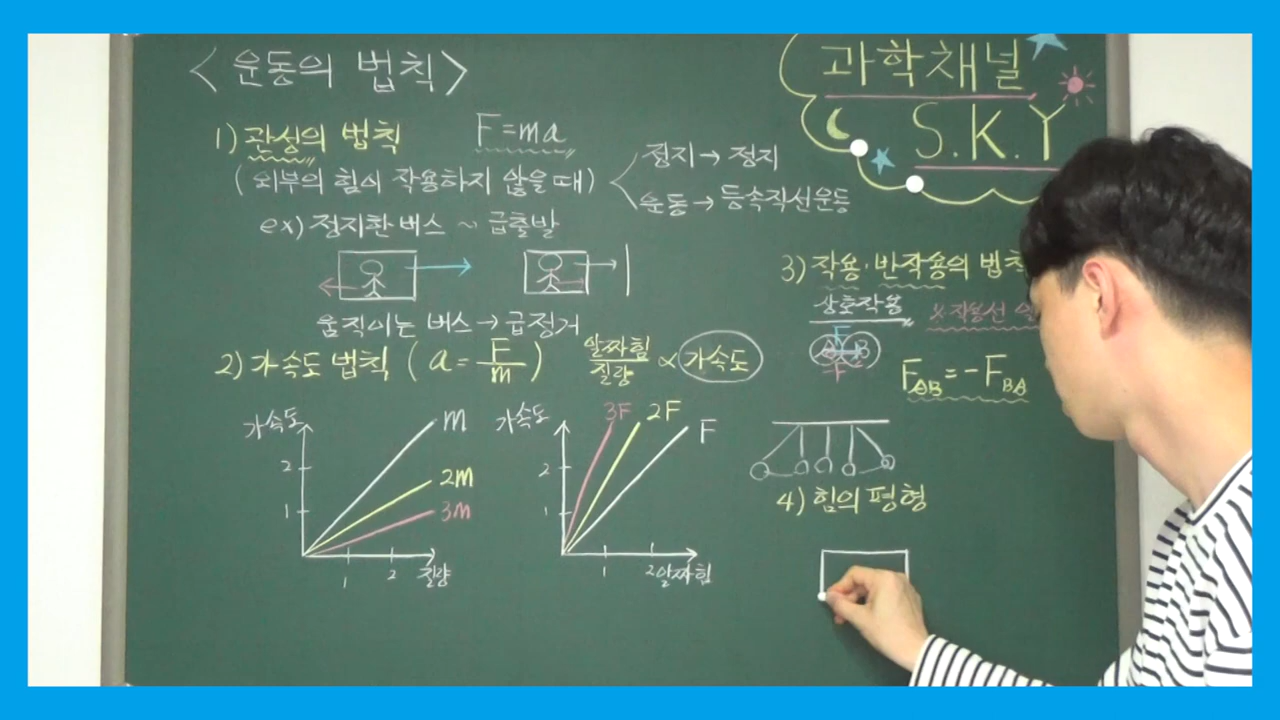 <운동의 법칙>
과학채널
S.K.Y
1) 관성의 법칙 F=ma
(외부의 힘이 작용하지 않을 때)
정지→정지
운동→등속직선운동
ex) 정지한 버스 ~ 급출발
움직이는 버스→급정거
2) 가속도 법칙 (a=F/m) 알짜힘/질량 ∝ 가속도
가속도
m
2m
3m
2
1
1 2 질량
가속도
3F 2F F
2
1
1 2 알짜힘
3) 작용·반작용의 법칙
상호작용 작용선
F
A B
F
F_AB=-F_BA
4) 힘의 평형